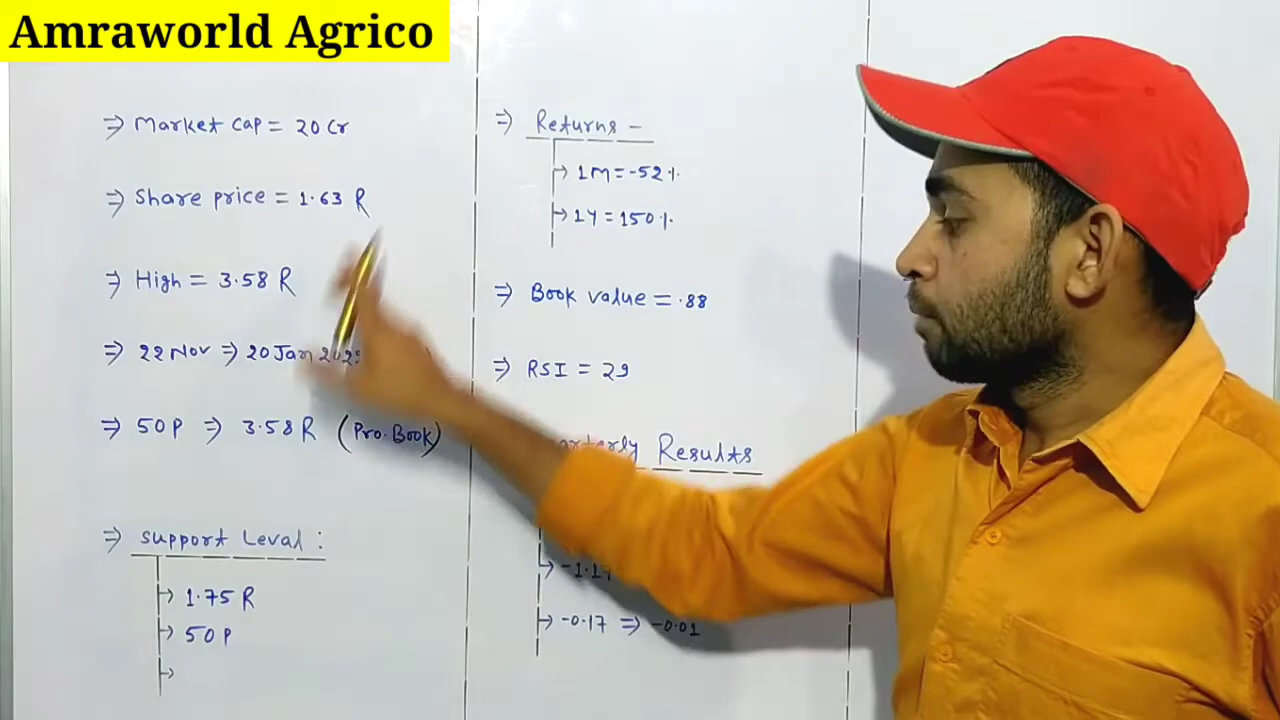 Amraworld Agrico
⇒ Market Cap = 20 Cr
⇒ Share price = 1.63 R
⇒ High = 3.58 R
⇒ 22 Nov ⇒ 20 Jan
⇒ 50P ⇒ 3.58 R (Pro. Book)
⇒ Support Leval :
→ 1.75 R
→ 50P
→
⇒ Returns -
→ 1M = -52%
→ 1Y = 150%
⇒ Book value = .88
⇒ RSI = 29
Results
→ -0.17 ⇒ -0.01